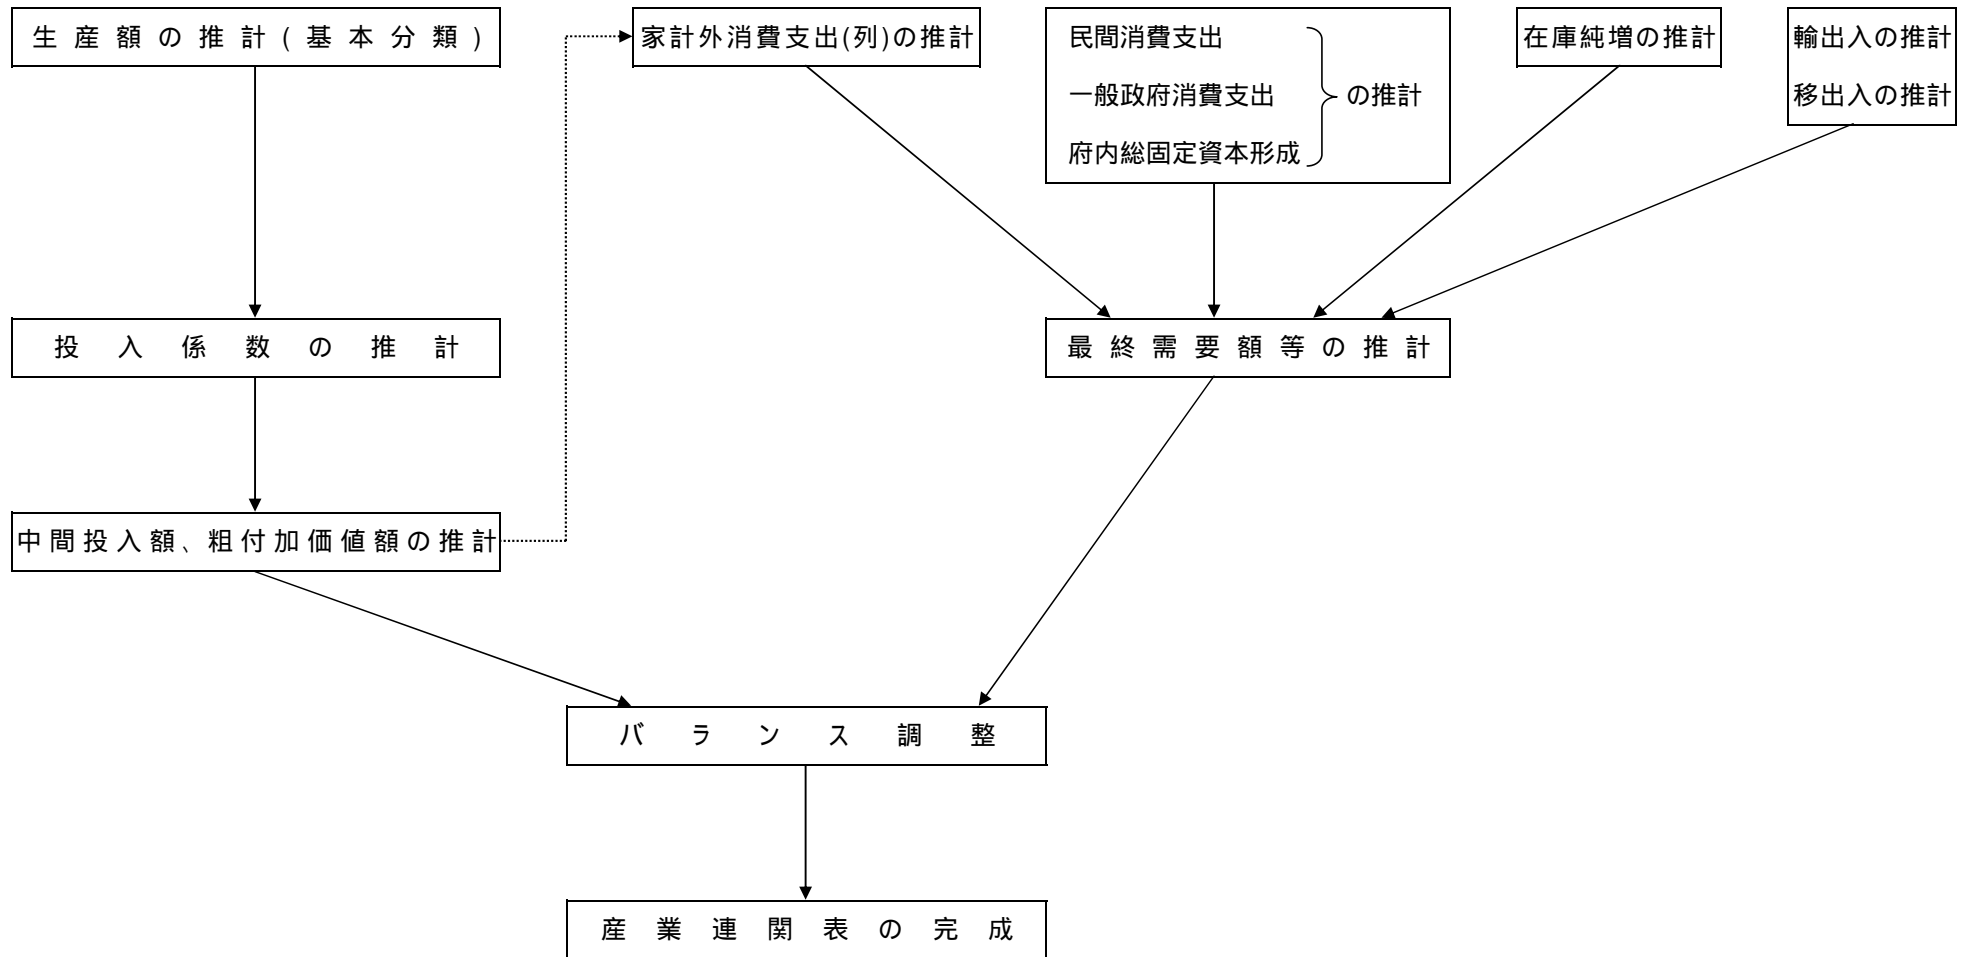 生産額の推計(基本分類)
家計外消費支出(列)の推計
民間消費支出
一般政府消費支出
の推計
府内総固定資本形成
在庫純増の推計
輸出入の推計
移出入の推計
投入係数の推計
最終需要額等の推計
中間投入額、粗付加価値額の推計
バランス調整
産業連関表の完成